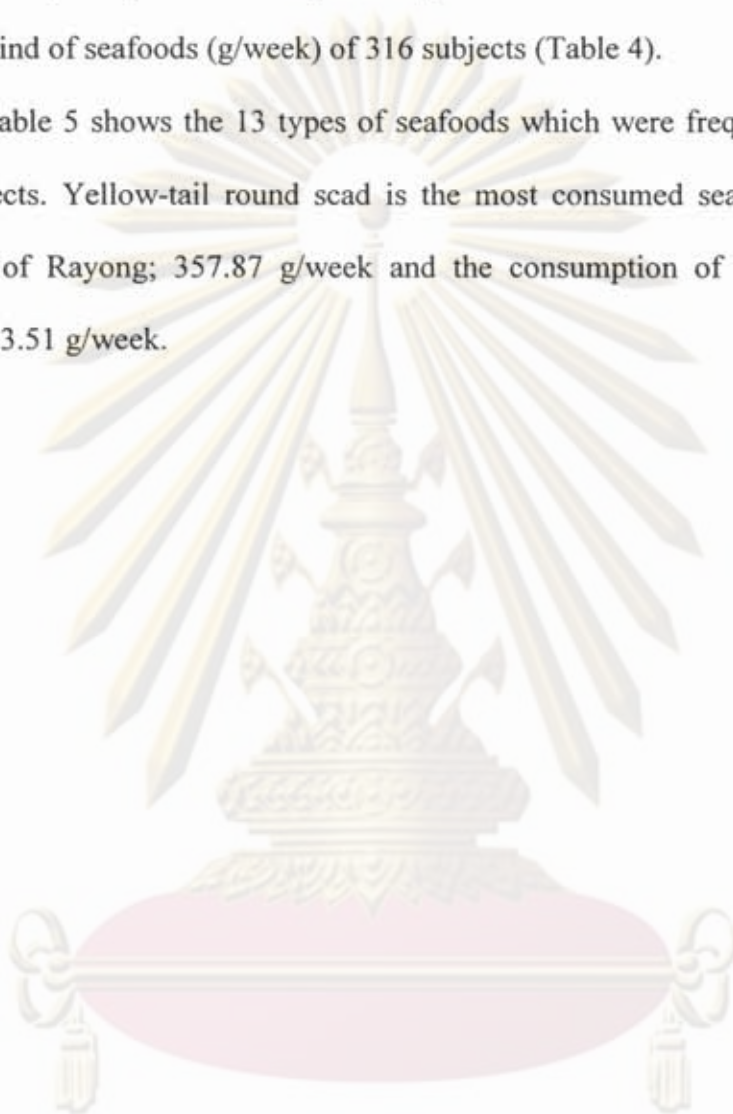 ind of seafoods (g/week) of 316 subjects (Table 4).
able 5 shows the 13 types of seafoods which were freq
ects. Yellow-tail round scad is the most consumed sea
of Rayong; 357.87 g/week and the consumption of
3.51 g/week.